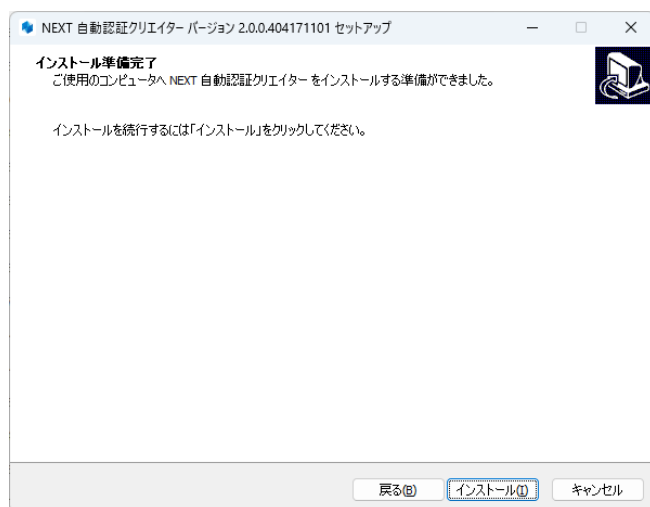 NEXT 自動認証クリエイター バージョン 2.0.0.404171101 セットアップ
インストール準備完了
ご使用のコンピュータへ NEXT 自動認証クリエイター をインストールする準備ができました。
インストールを続行するには「インストール」をクリックしてください。
戻る(B) インストール(I) キャンセル